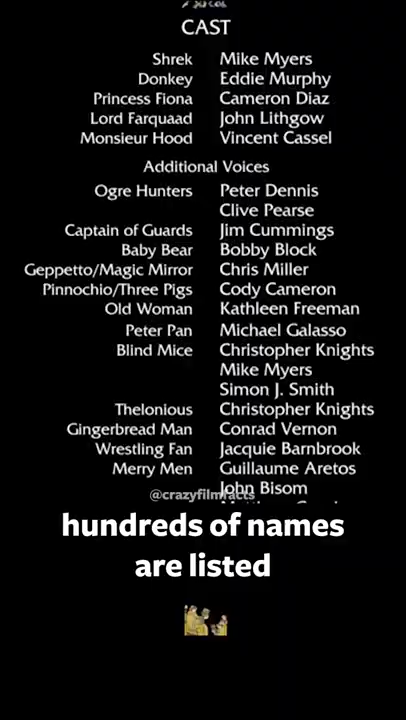 CAST
Shrek Mike Myers
Donkey Eddie Murphy
Princess Fiona Cameron Diaz
Lord Farquaad John Lithgow
Monsieur Hood Vincent Cassel
Additional Voices
Ogre Hunters Peter Dennis
Clive Pearse
Captain of Guards Jim Cummings
Baby Bear Bobby Block
Geppetto/Magic Mirror Chris Miller
Pinnochio/Three Pigs Cody Cameron
Old Woman Kathleen Freeman
Peter Pan Michael Galasso
Blind Mice Christopher Knights
Mike Myers
Simon J. Smith
Thelonious Christopher Knights
Gingerbread Man Conrad Vernon
Wrestling Fan Jacquie Barnbrook
Merry Men Guillaume Aretos
John Bisom
@crazyfilmfacts
hundreds of names
are listed